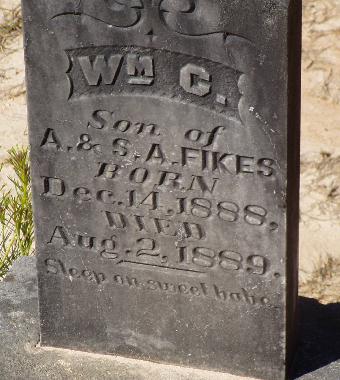 Wm C.
Son of
A. & S. A. FIKES
BORN
Dec. 14, 1888,
DIED
Aug. 2, 1889.
Sleep on sweet babe.